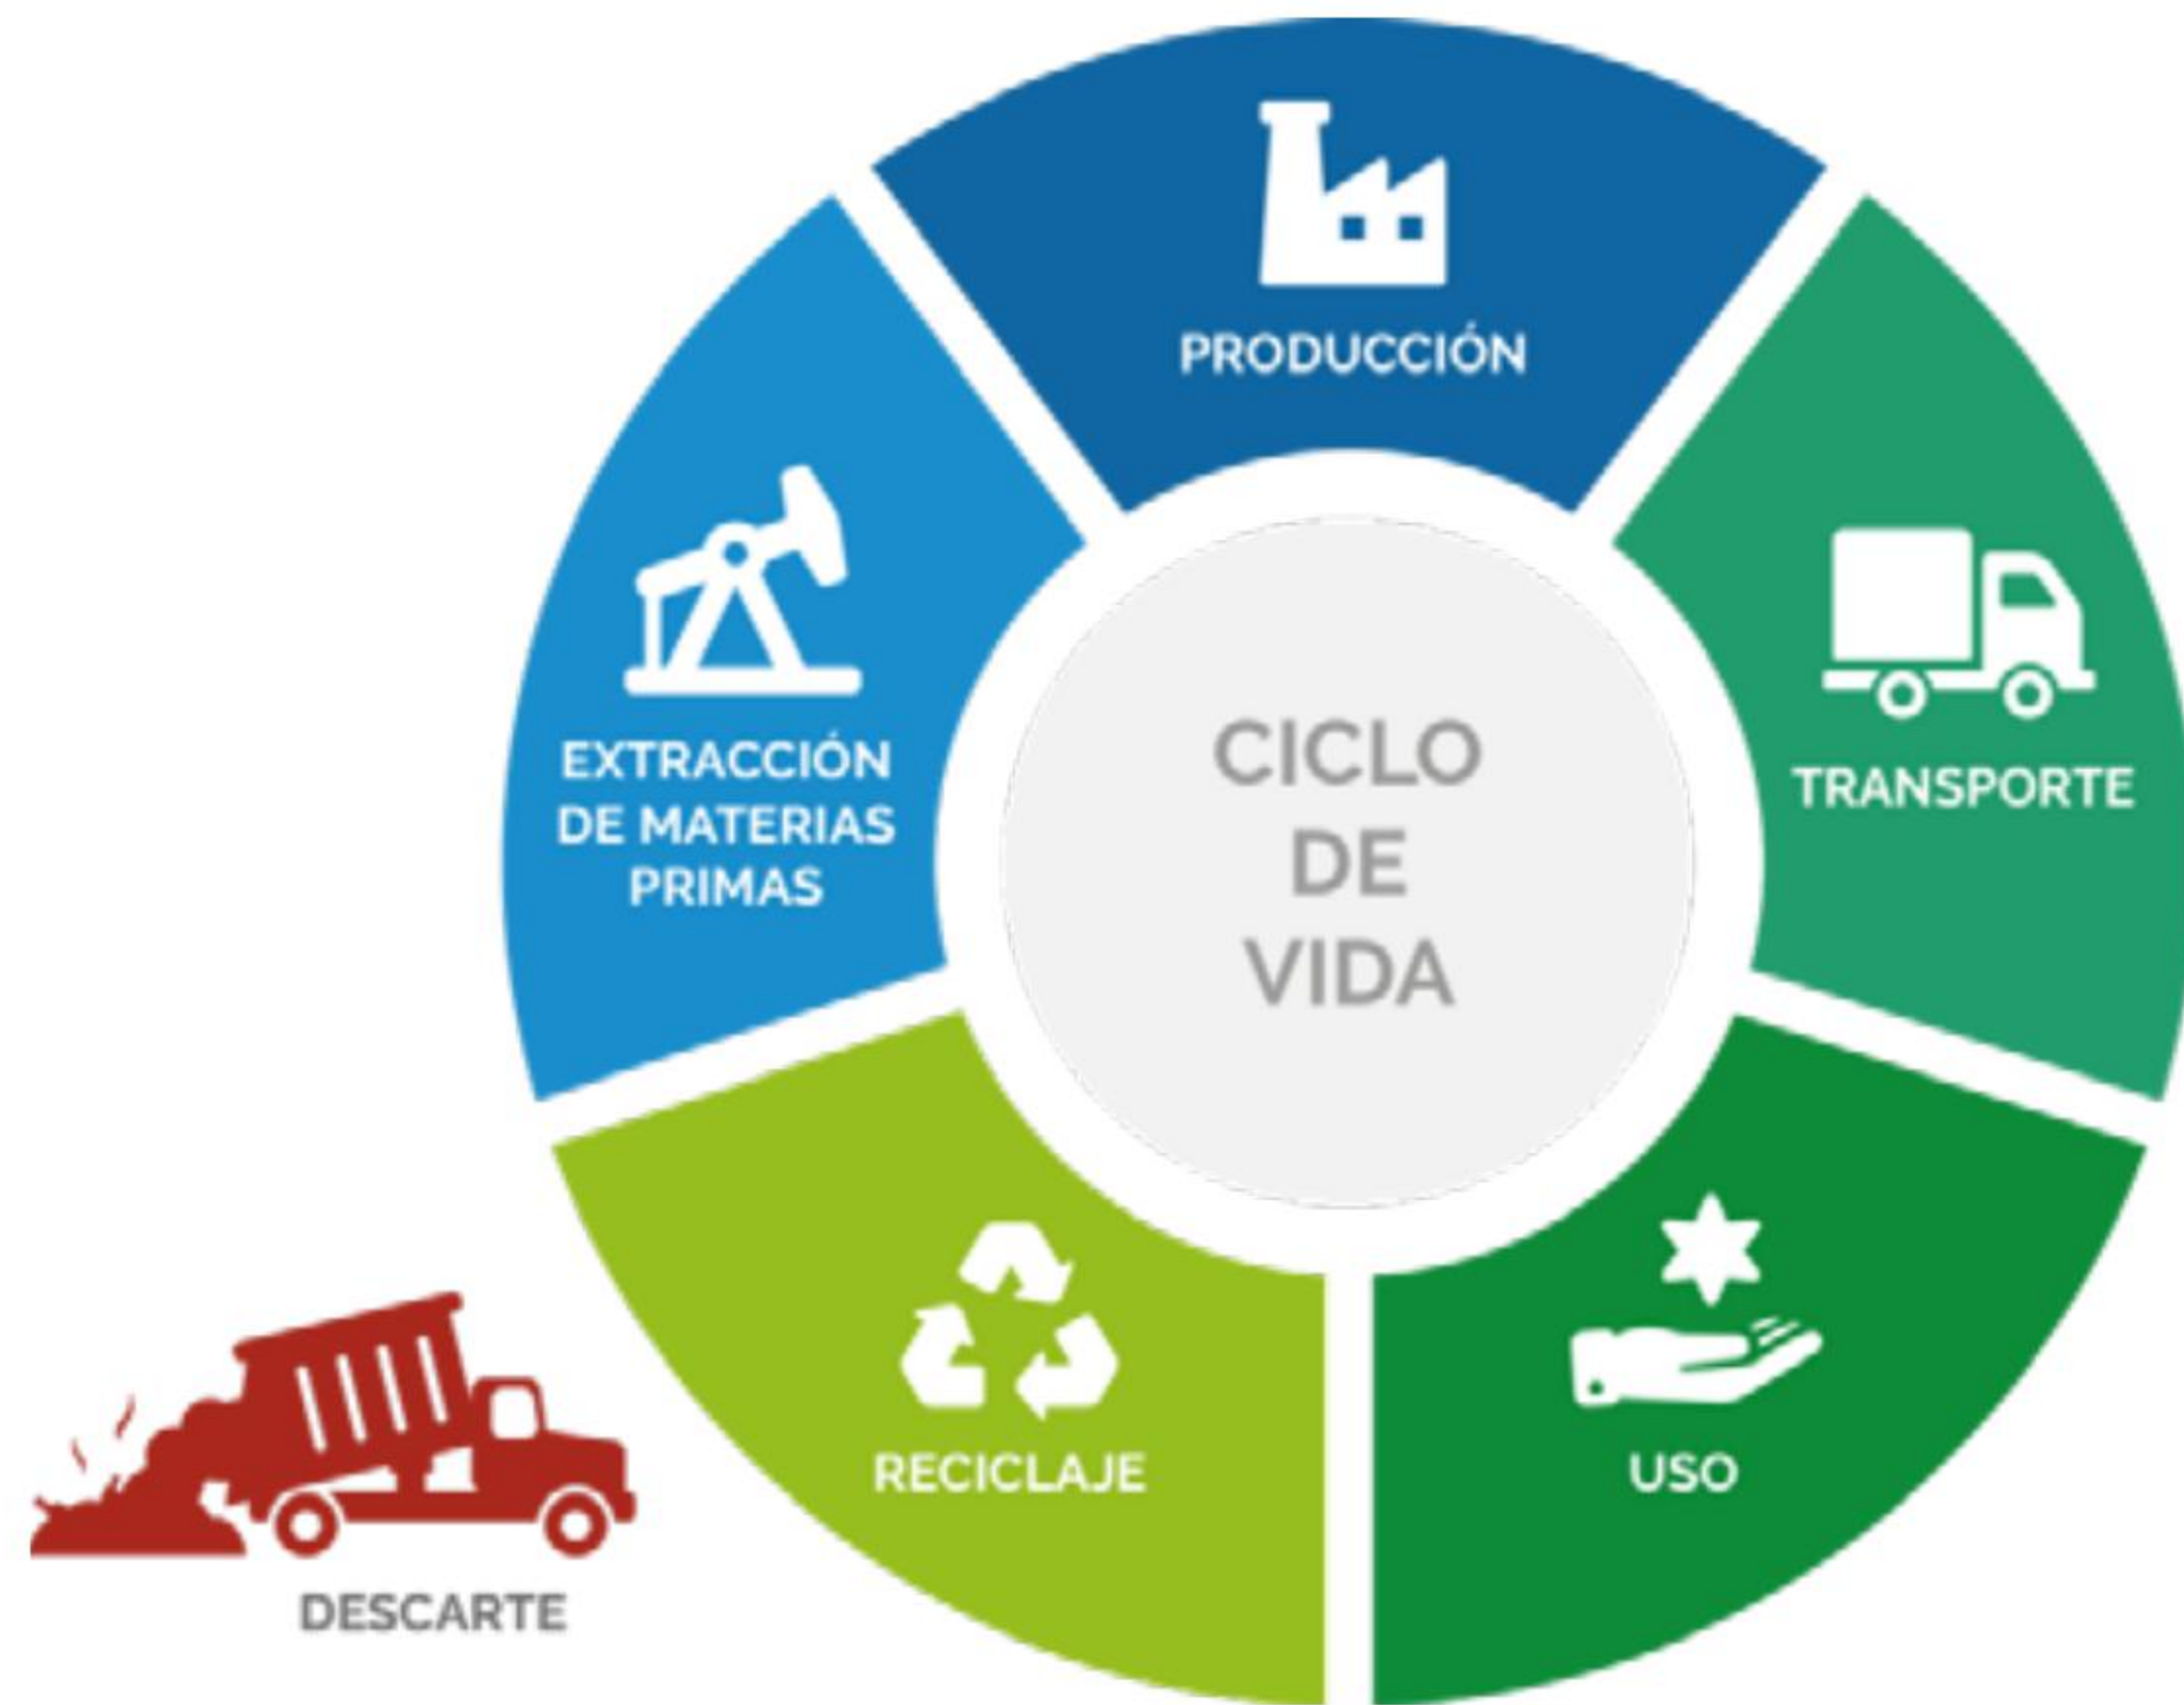 PRODUCCIÓN
TRANSPORTE
EXTRACCIÓN
DE MATERIAS
PRIMAS
CICLO
DE
VIDA
RECICLAJE
USO
DESCARTE